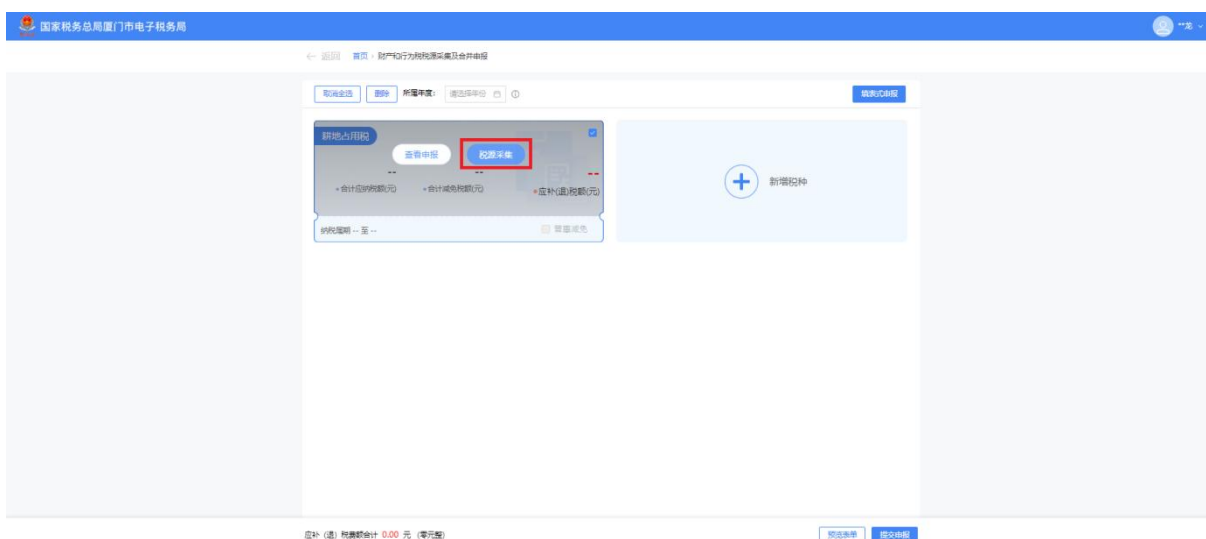 国家税务总局厦门市电子税务局
**龙
← 返回 首页 › 财产和行为税税源采集及合并申报
取消全选 删除 所属年度: 请选择年份
填表式申报
耕地占用税
查看申报 税源采集
-- -- --
合计应纳税额(元) 合计减免税额(元) 应补(退)税额(元)
纳税属期 -- 至 --
普惠减免
新增税种
应补 (退) 税费额合计 0.00 元 (零元整)
预览表单 提交申报